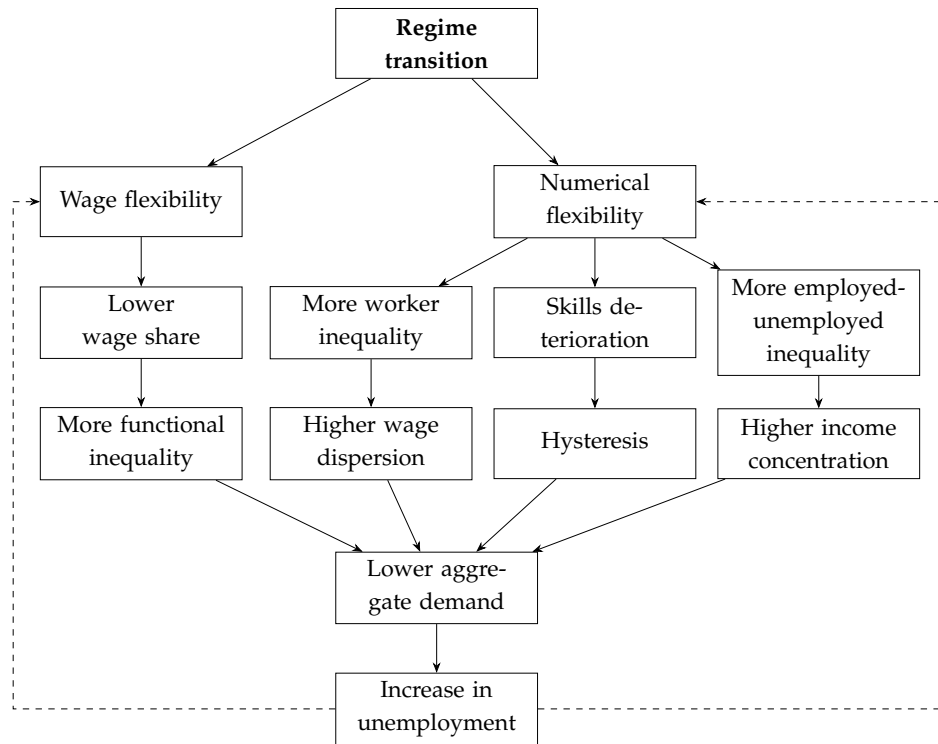 Regime
transition
Wage flexibility
Numerical
flexibility
Lower
wage share
More worker
inequality
Skills de-
terioration
More employed-
unemployed
inequality
More functional
inequality
Higher wage
dispersion
Hysteresis
Higher income
concentration
Lower aggre-
gate demand
Increase in
unemployment